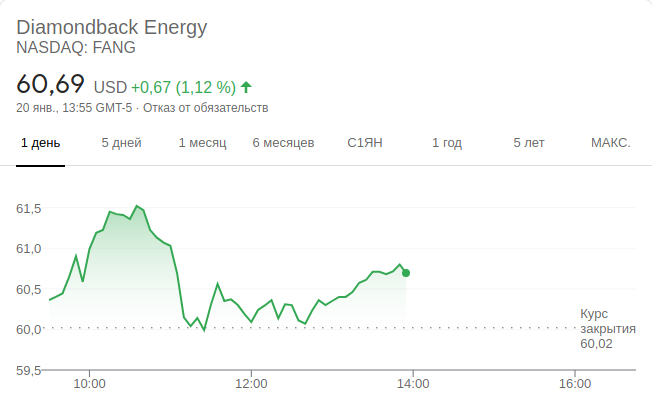 Diamondback Energy
NASDAQ: FANG
60,69 USD +0,67 (1,12 %)
20 янв., 13:55 GMT-5 · Отказ от обязательств
1 день 5 дней 1 месяц 6 месяцев С1ЯН 1 год 5 лет МАКС.
61,5
61,0
60,5
60,0
59,5
Курс
закрытия
60,02
10:00 12:00 14:00 16:00